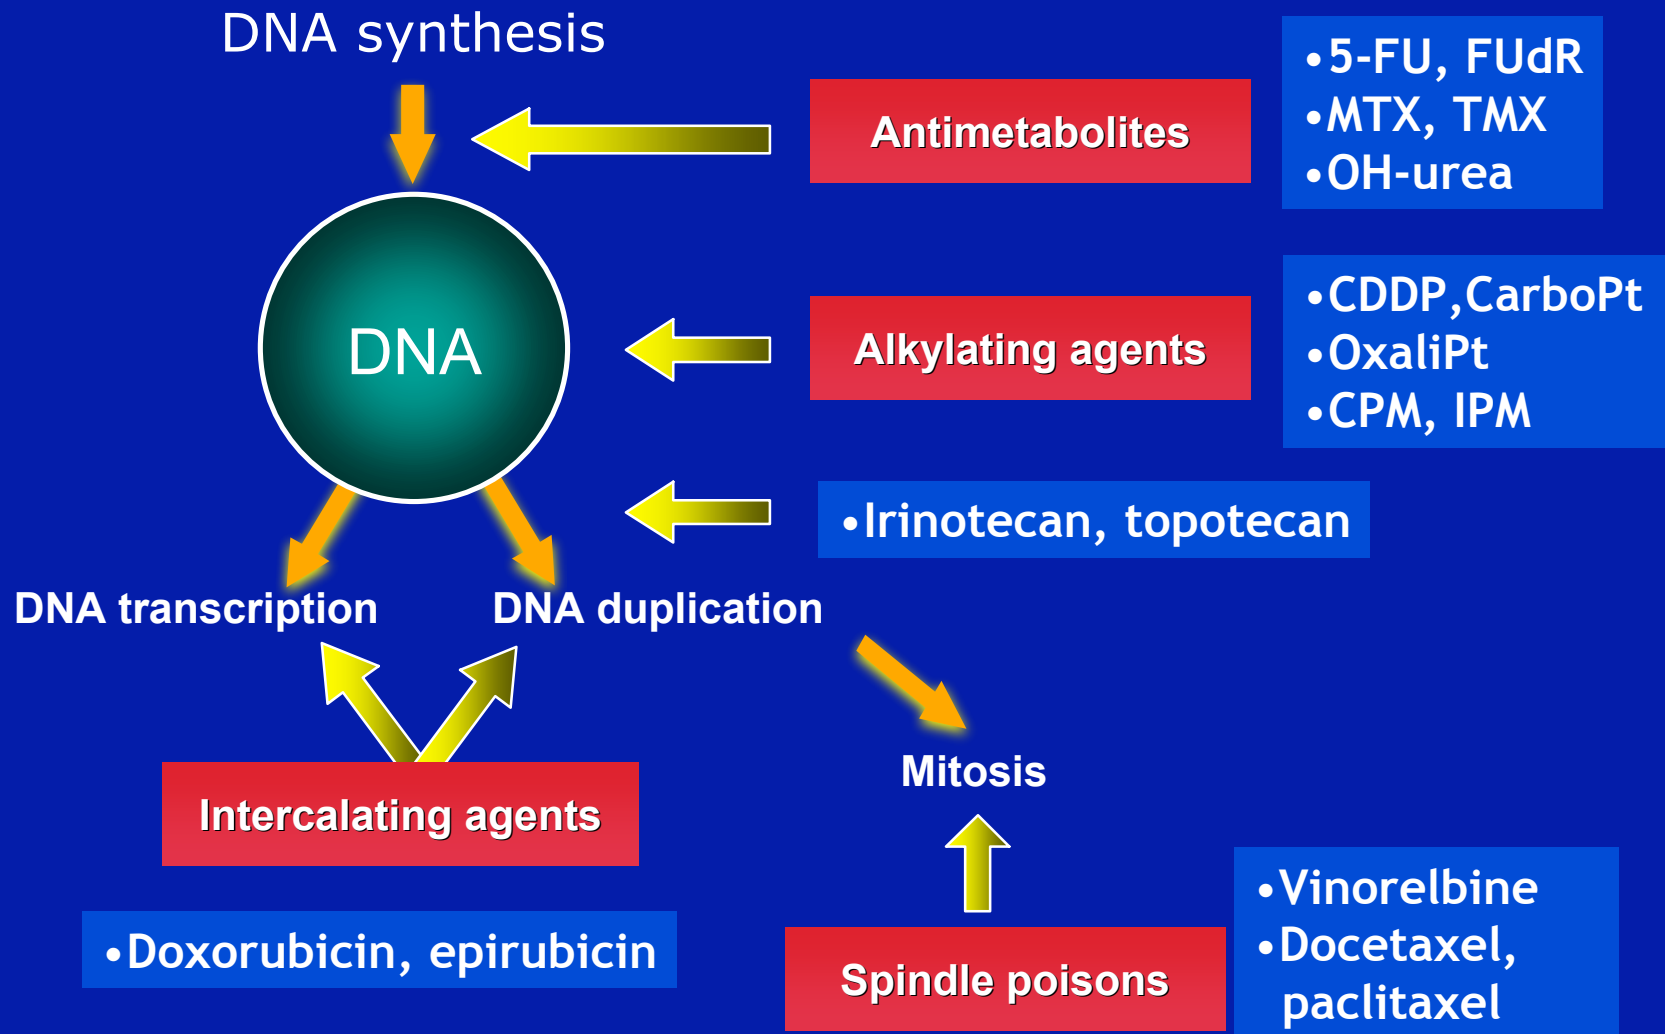 DNA synthesis
Antimetabolites
•5-FU, FUdR
•MTX, TMX
•OH-urea
DNA
Alkylating agents
•CDDP,CarboPt
•OxaliPt
•CPM, IPM
•Irinotecan, topotecan
DNA transcription
DNA duplication
Mitosis
Intercalating agents
•Doxorubicin, epirubicin
Spindle poisons
•Vinorelbine
•Docetaxel,
paclitaxel